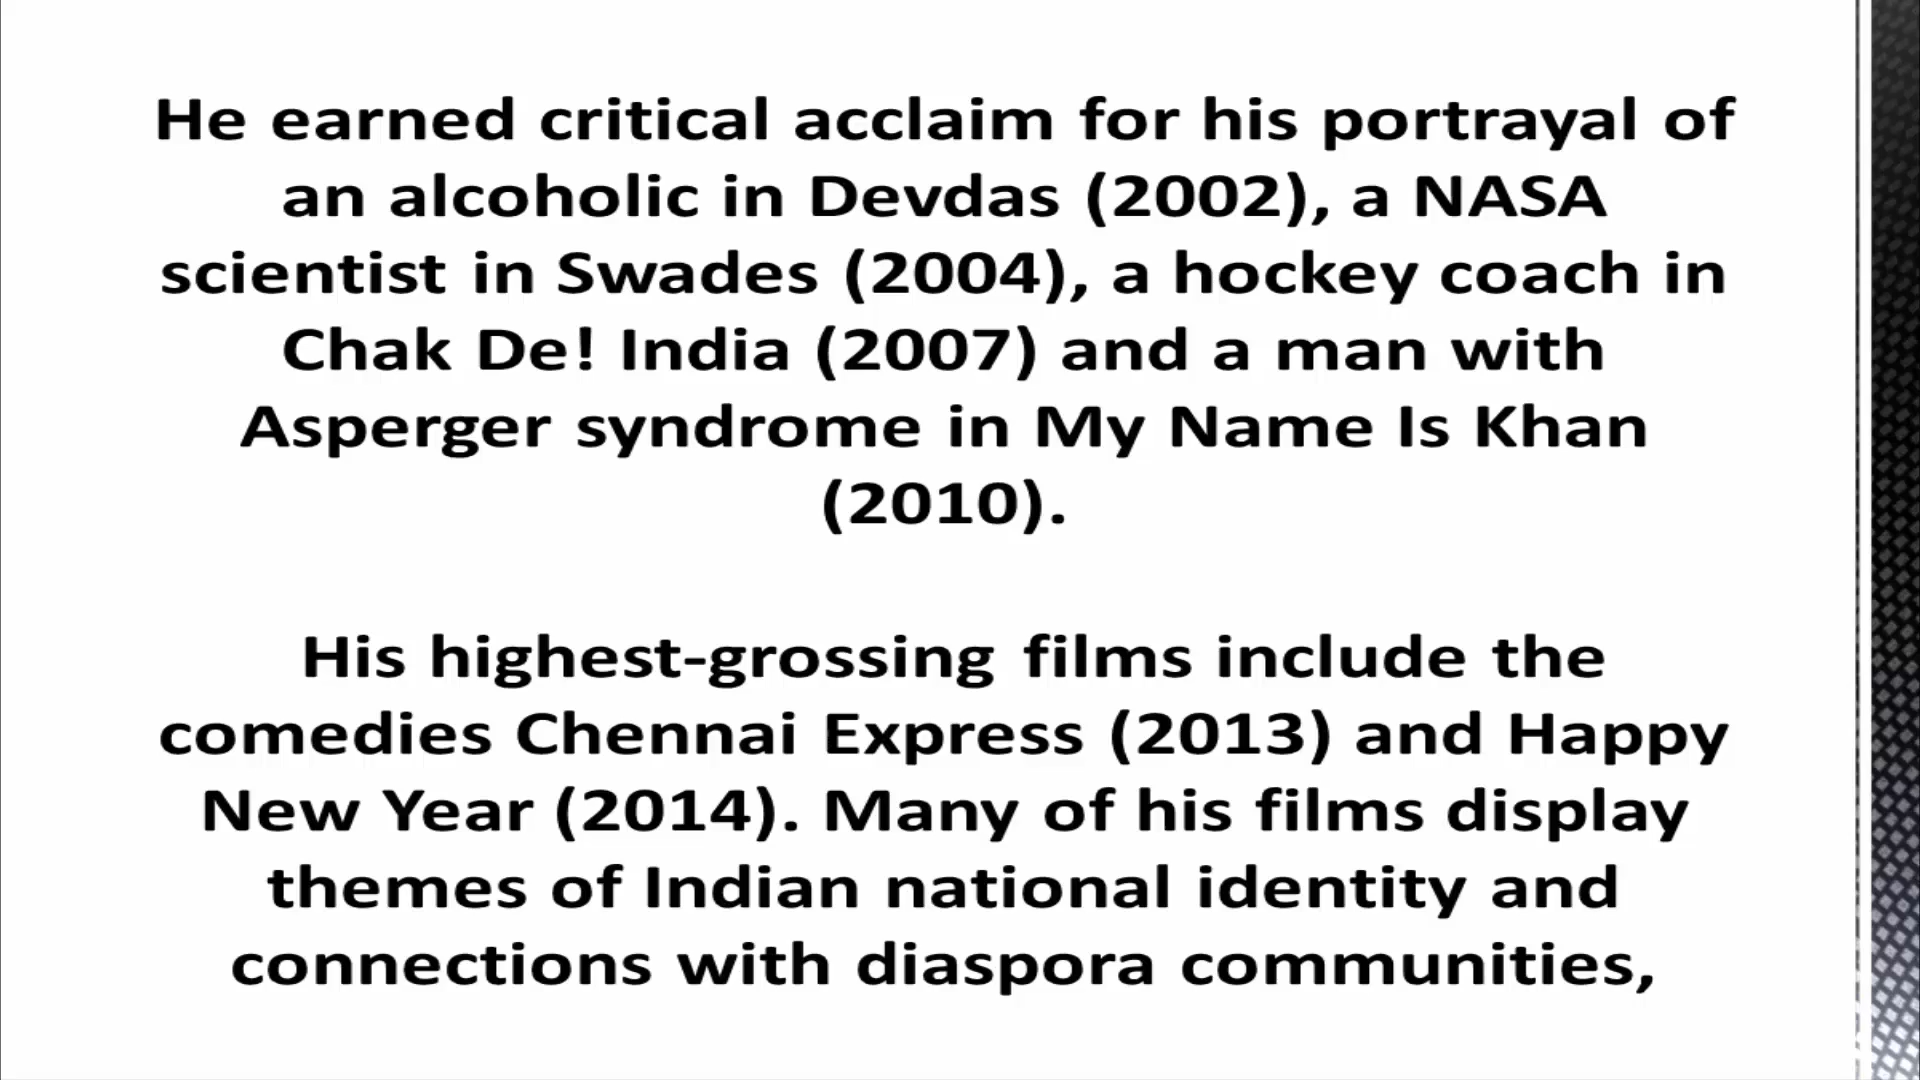 He earned critical acclaim for his portrayal of
an alcoholic in Devdas (2002), a NASA
scientist in Swades (2004), a hockey coach in
Chak De! India (2007) and a man with
Asperger syndrome in My Name Is Khan
(2010).
His highest-grossing films include the
comedies Chennai Express (2013) and Happy
New Year (2014). Many of his films display
themes of Indian national identity and
connections with diaspora communities,